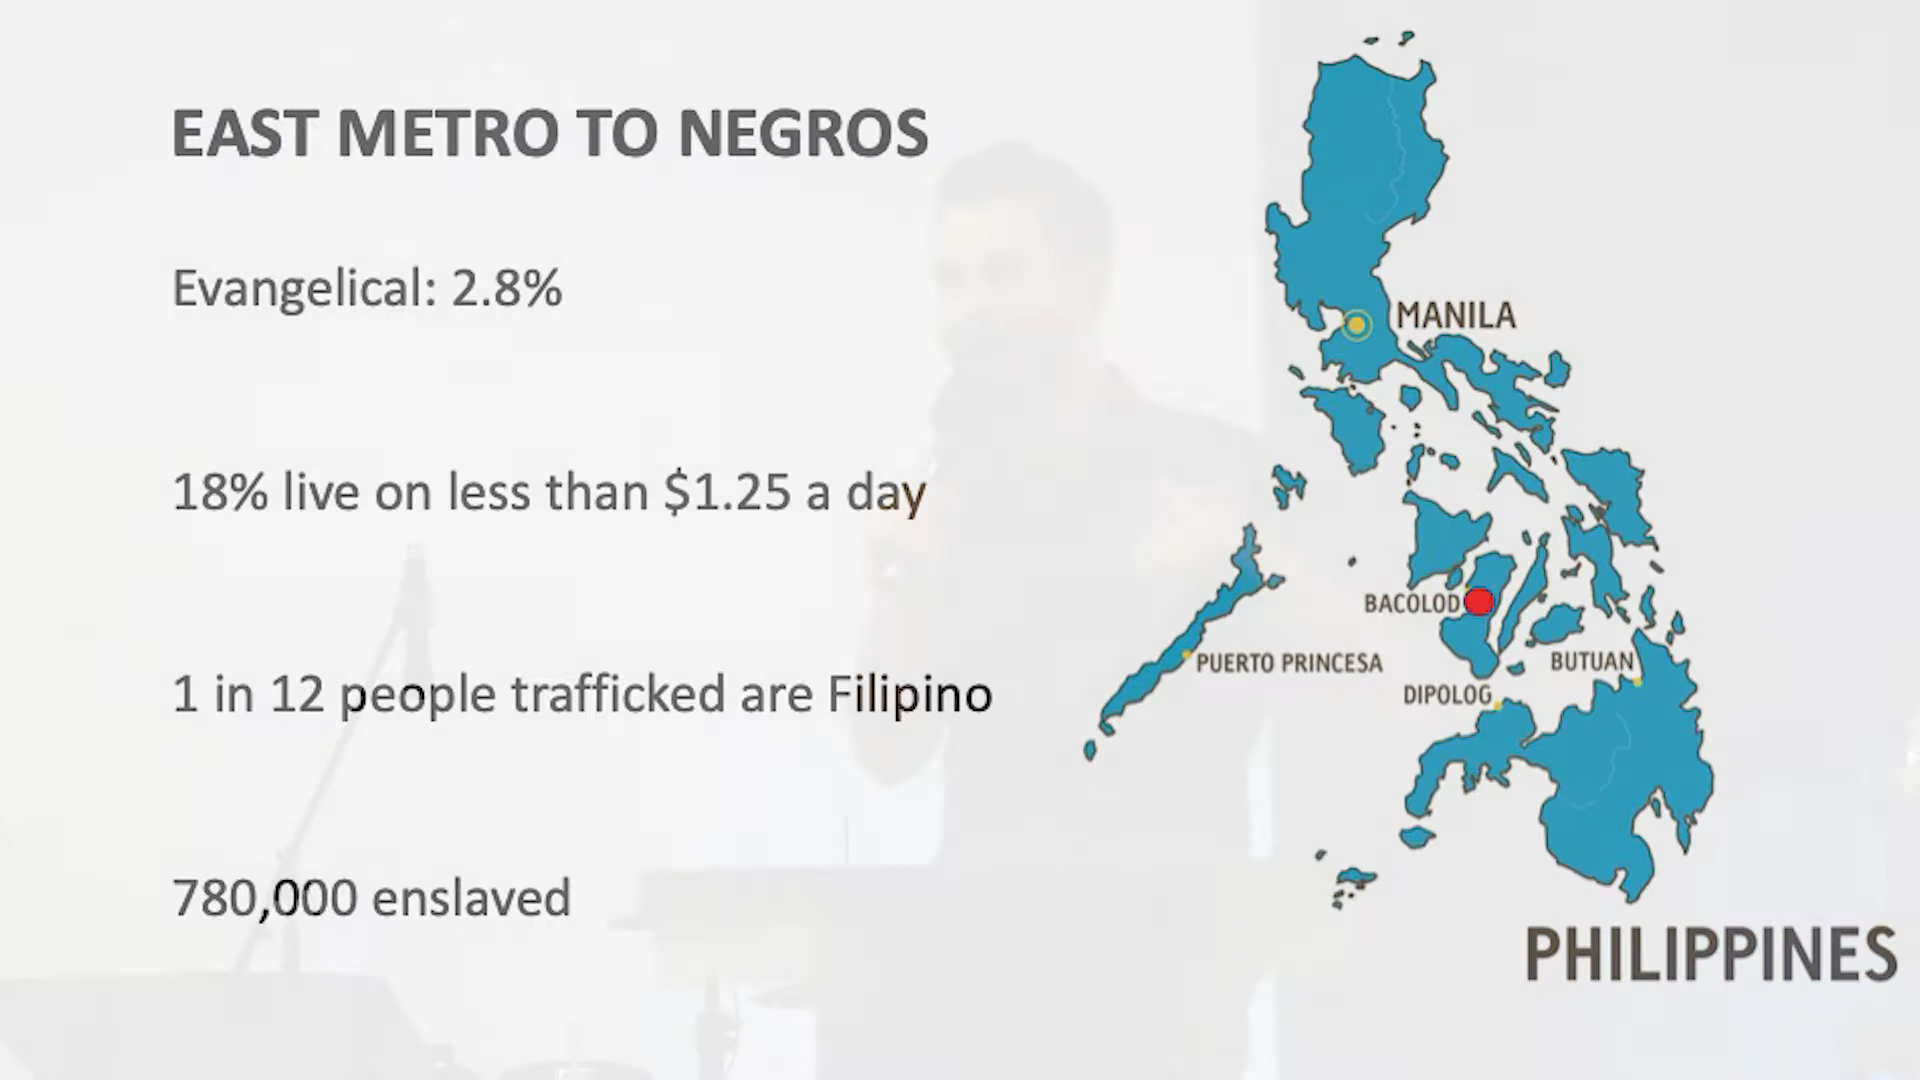 EAST METRO TO NEGROS
Evangelical: 2.8%
18% live on less than $1.25 a day
1 in 12 people trafficked are Filipino
780,000 enslaved
MANILA
BACOLOD
PUERTO PRINCESA
BUTUAN
DIPOLOG
PHILIPPINES